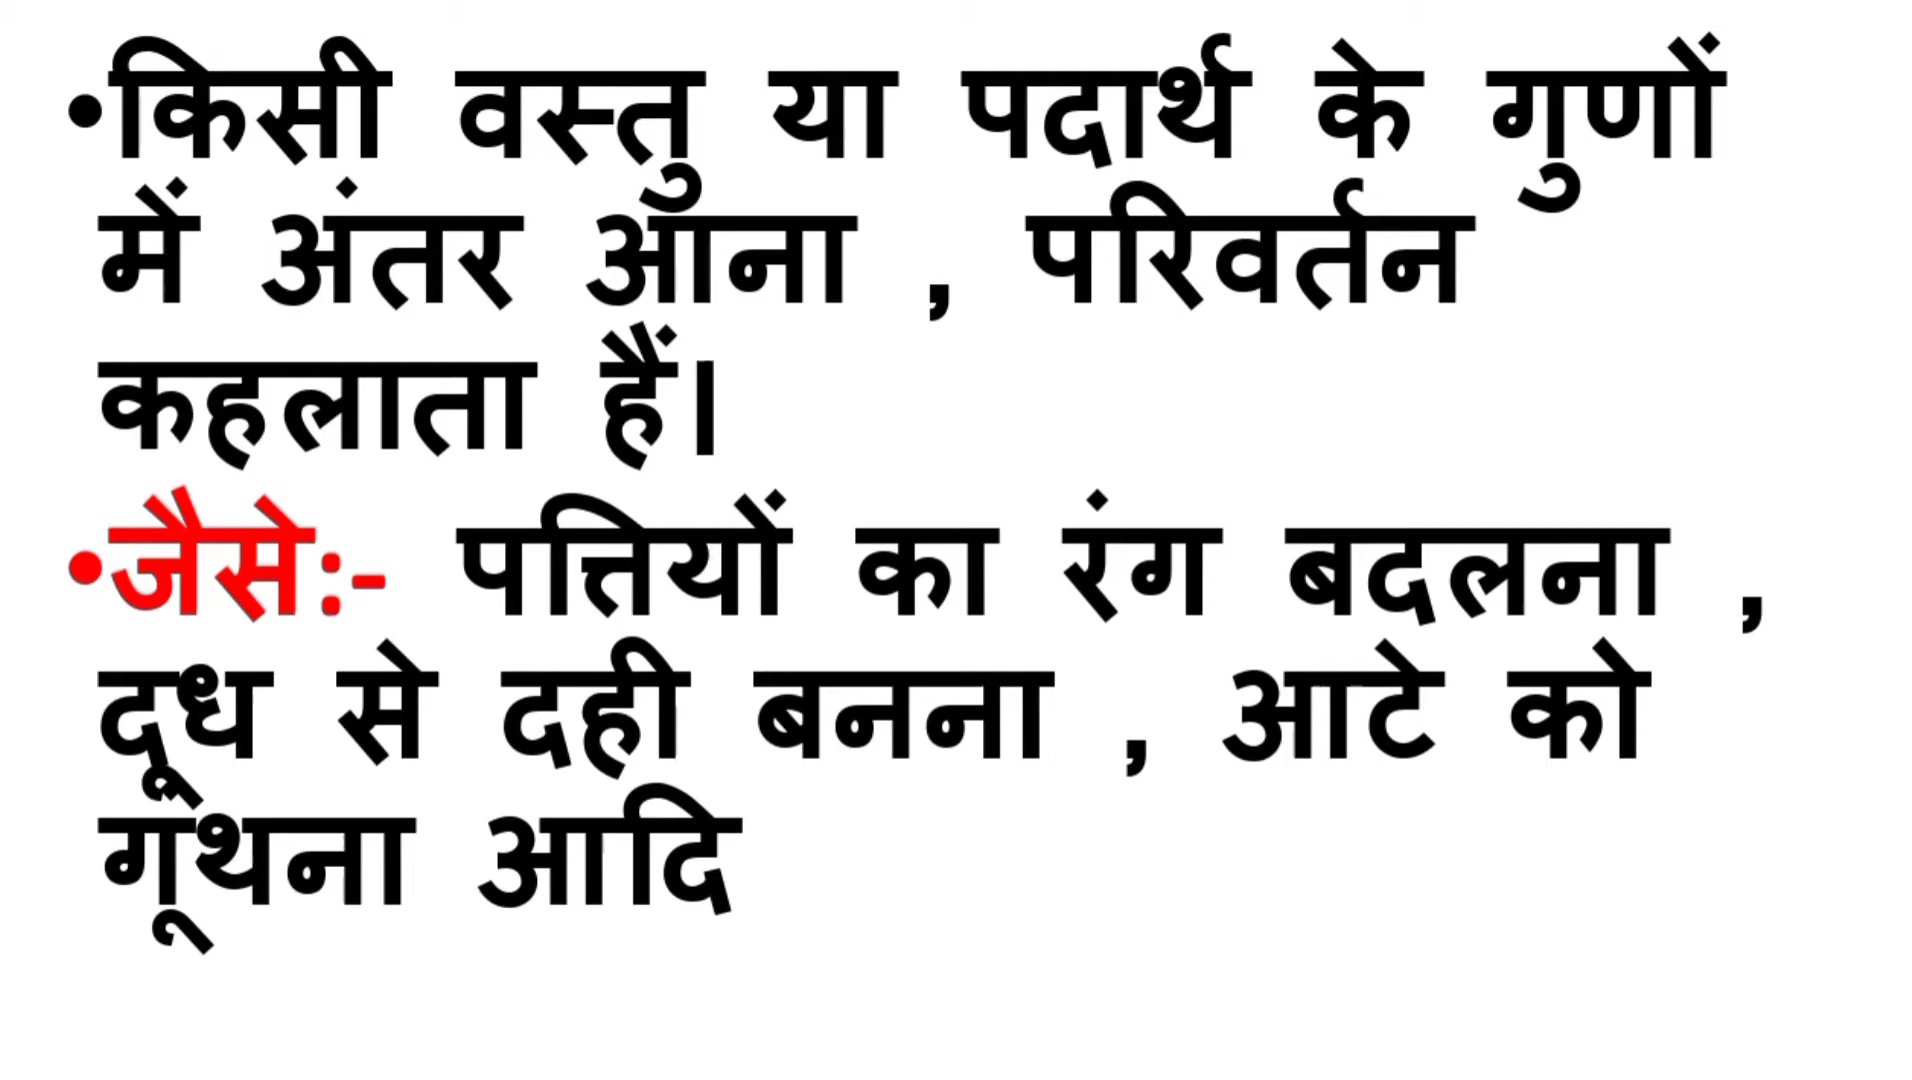 •किसी वस्तु या पदार्थ के गुणों
में अंतर आना , परिवर्तन
कहलाता हैं।
•जैसे:- पत्तियों का रंग बदलना ,
दूध से दही बनना , आटे को
गूंथना आदि